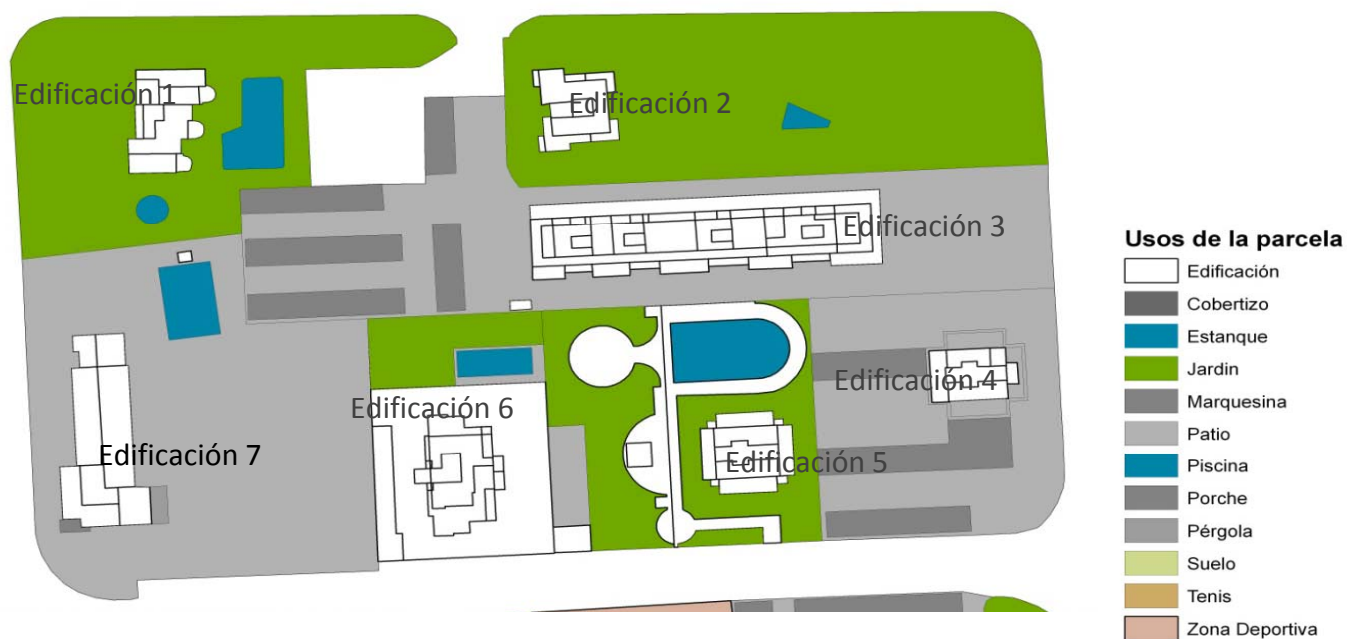 Edificación 1
Edificación 2
Edificación 3
Edificación 4
Edificación 5
Edificación 6
Edificación 7
Usos de la parcela
Edificación
Cobertizo
Estanque
Jardin
Marquesina
Patio
Piscina
Porche
Pérgola
Suelo
Tenis
Zona Deportiva